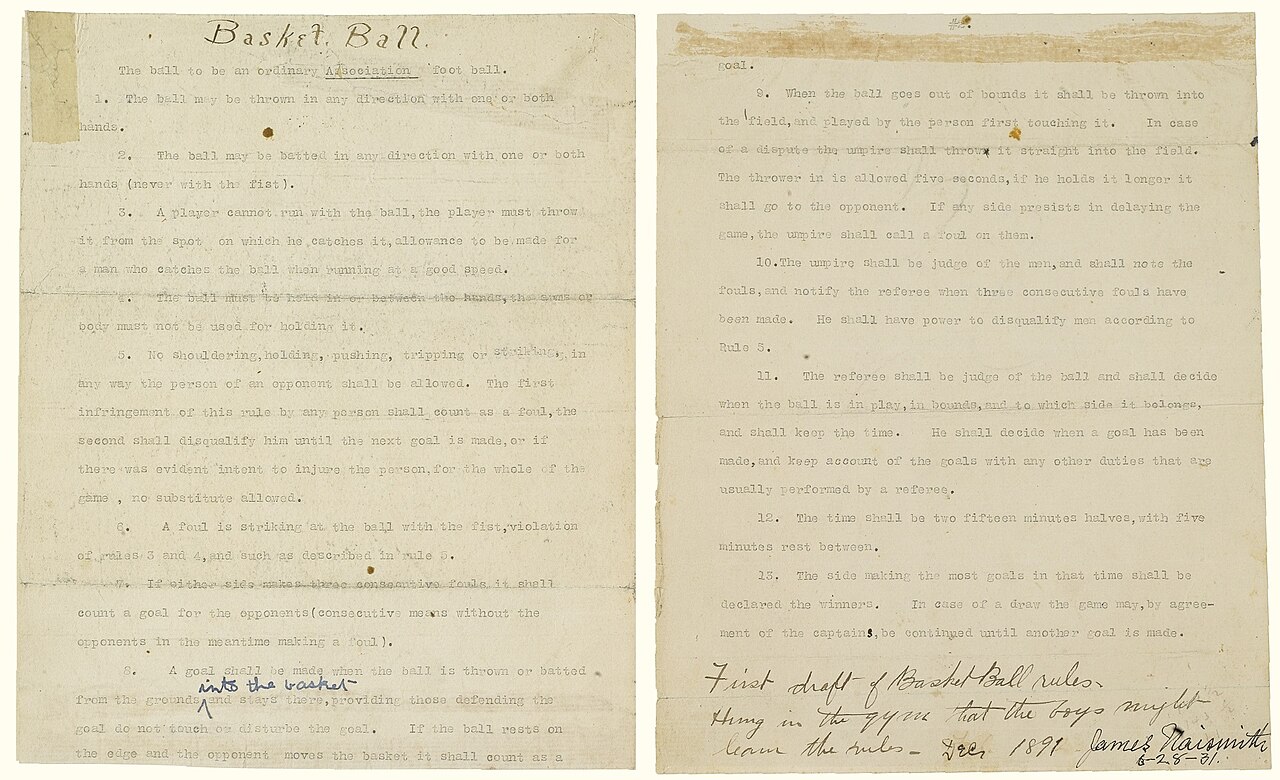 Basket Ball.
The ball to be an ordinary Association foot ball.
1. The ball may be thrown in any direction with one or both
hands.
2. The ball may be batted in any direction with one or both
hands (never with the fist).
3. A player cannot run with the ball,the player must throw
it from the spot on which he catches it,allowance to be made for
a man who catches the ball when running at a good speed.
4. The ball must be held in or between the hands,the arms or
body must not be used for holding it.
5. No shouldering,holding, pushing, tripping or striking,in
any way the person of an opponent shall be allowed. The first
infringement of this rule by any person shall count as a foul,the
second shall disqualify him until the next goal is made,or if
there was evident intent to injure the person,for the whole of the
game , no substitute allowed.
6. A foul is striking at the ball with the fist,violation
of rules 3 and 4,and such as described in rule 5.
7. If either side makes three consecutive fouls,it shall
count a goal for the opponents(consecutive means without the
opponents in the meantime making a foul).
8. A goal shall be made when the ball is thrown or batted
into the basket
from the grounds and stays there,providing those defending the
goal do not touch or disturbe the goal. If the ball rests on
the edge and the opponent moves the basket it shall count as a
#2.
goal.
9. When the ball goes out of bounds it shall be thrown into
the field,and played by the person first touching it. In case
of a dispute the umpire shall throw it straight into the field.
The thrower in is allowed five seconds,if he holds it longer it
shall go to the opponent. If any side presists in delaying the
game,the umpire shall call a foul on them.
10.The umpire shall be judge of the men,and shall note the
fouls,and notify the referee when three consecutive fouls have
been made. He shall have power to disqualify men according to
Rule 5.
11. The referee shall be judge of the ball and shall decide
when the ball is in play,in bounds,and to which side it belongs,
and shall keep the time. He shall decide when a goal has been
made,and keep account of the goals with any other duties that are
usually performed by a referee.
12. The time shall be two fifteen minutes halves,with five
minutes rest between.
13. The side making the most goals in that time shall be
declared the winners. In case of a draw the game may,by agree-
ment of the captains,be continued until another goal is made.
First draft of Basket Ball rules.
Hung in the gym that the boys might
learn the rules - Dec. 1891 James Naismith
6-28-31.